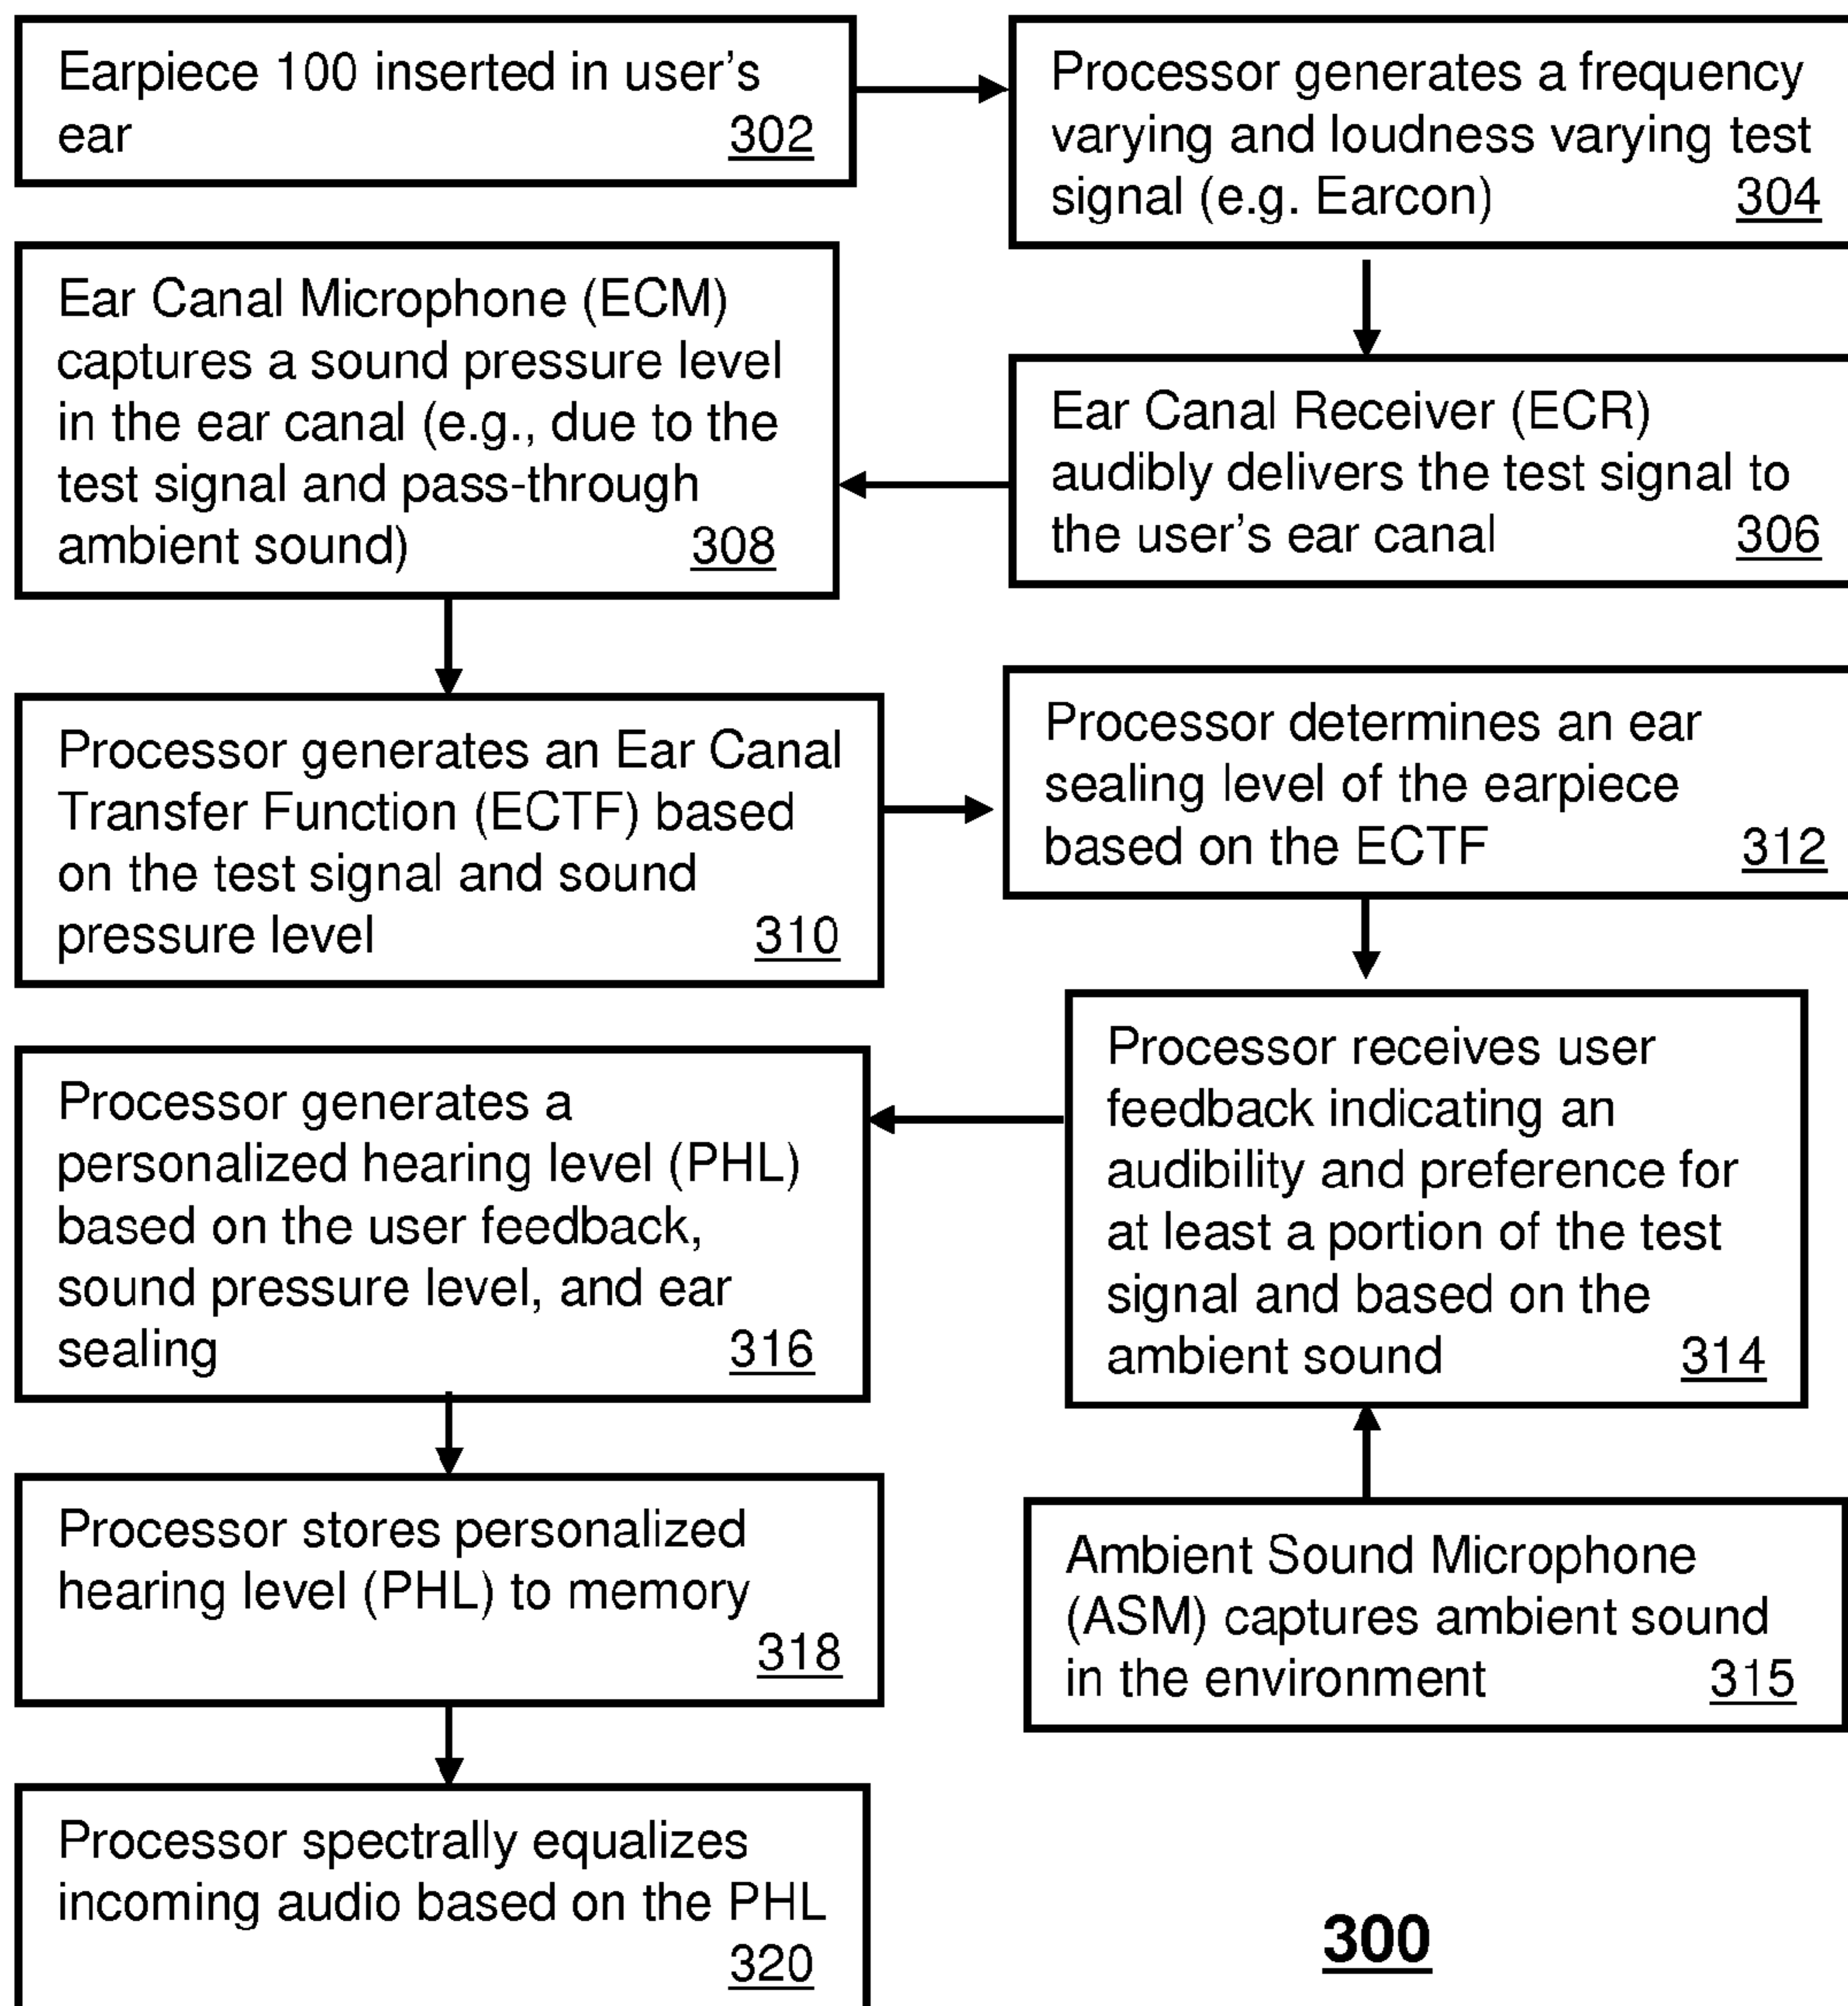 Earpiece 100 inserted in user's
ear 302
Processor generates a frequency
varying and loudness varying test
signal (e.g. Earcon) 304
Ear Canal Receiver (ECR)
audibly delivers the test signal to
the user's ear canal 306
Ear Canal Microphone (ECM)
captures a sound pressure level
in the ear canal (e.g., due to the
test signal and pass-through
ambient sound) 308
Processor generates an Ear Canal
Transfer Function (ECTF) based
on the test signal and sound
pressure level 310
Processor determines an ear
sealing level of the earpiece
based on the ECTF 312
Processor receives user
feedback indicating an
audibility and preference for
at least a portion of the test
signal and based on the
ambient sound 314
Ambient Sound Microphone
(ASM) captures ambient sound
in the environment 315
Processor generates a
personalized hearing level (PHL)
based on the user feedback,
sound pressure level, and ear
sealing 316
Processor stores personalized
hearing level (PHL) to memory
318
Processor spectrally equalizes
incoming audio based on the PHL
320
300